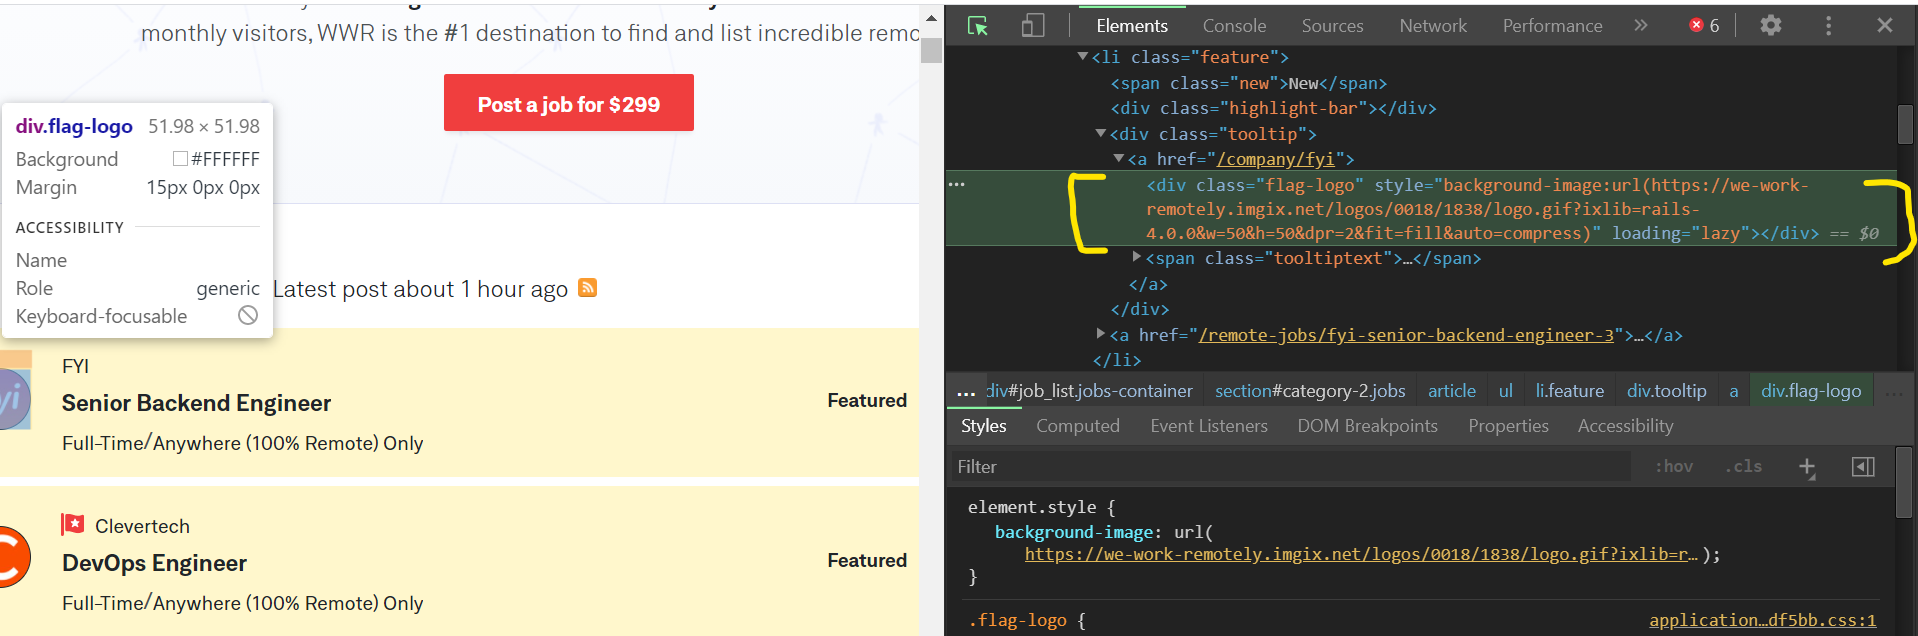 monthly visitors, WWR is the #1 destination to find and list incredible remo
Post a job for $299
div.flag-logo 51.98 × 51.98
Background #FFFFFF
Margin 15px 0px 0px
ACCESSIBILITY
Name
Role generic
Keyboard-focusable
Latest post about 1 hour ago
yi
FYI
Senior Backend Engineer
Featured
Full-Time/Anywhere (100% Remote) Only
Clevertech
DevOps Engineer
Featured
Full-Time/Anywhere (100% Remote) Only
Elements Console Sources Network Performance » 6
<li class="feature">
<span class="new">New</span>
<div class="highlight-bar"></div>
<div class="tooltip">
<a href="/company/fyi">
<div class="flag-logo" style="background-image:url(https://we-work-
remotely.imgix.net/logos/0018/1838/logo.gif?ixlib=rails-
4.0.0&w=50&h=50&dpr=2&fit=fill&auto=compress)" loading="lazy"></div> == $0
<span class="tooltiptext">…</span>
</a>
</div>
<a href="/remote-jobs/fyi-senior-backend-engineer-3">…</a>
</li>
... div#job_list.jobs-container section#category-2.jobs article ul li.feature div.tooltip a div.flag-logo ...
Styles Computed Event Listeners DOM Breakpoints Properties Accessibility
Filter :hov .cls +
element.style {
background-image: url(
https://we-work-remotely.imgix.net/logos/0018/1838/logo.gif?ixlib=r… );
}
.flag-logo { application…df5bb.css:1